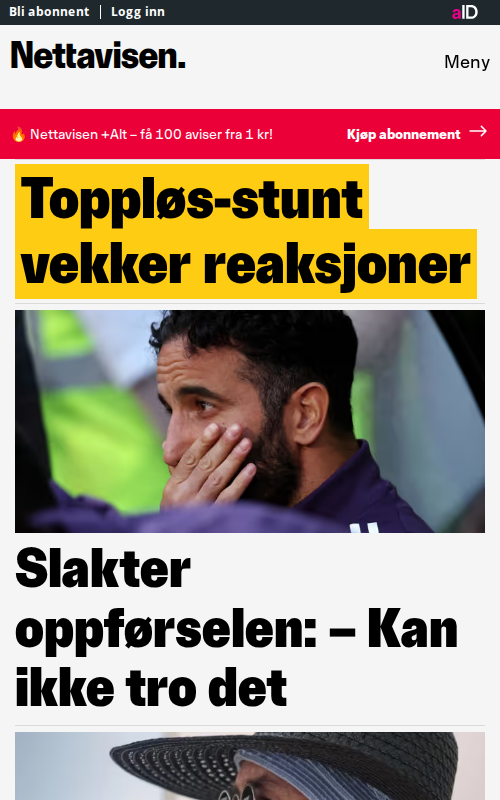 Bli abonnent | Logg inn
aID
Nettavisen.
Meny
🔥 Nettavisen +Alt – få 100 aviser fra 1 kr!
Kjøp abonnement →
Toppløs-stunt
vekker reaksjoner
Slakter
oppførselen: – Kan
ikke tro det